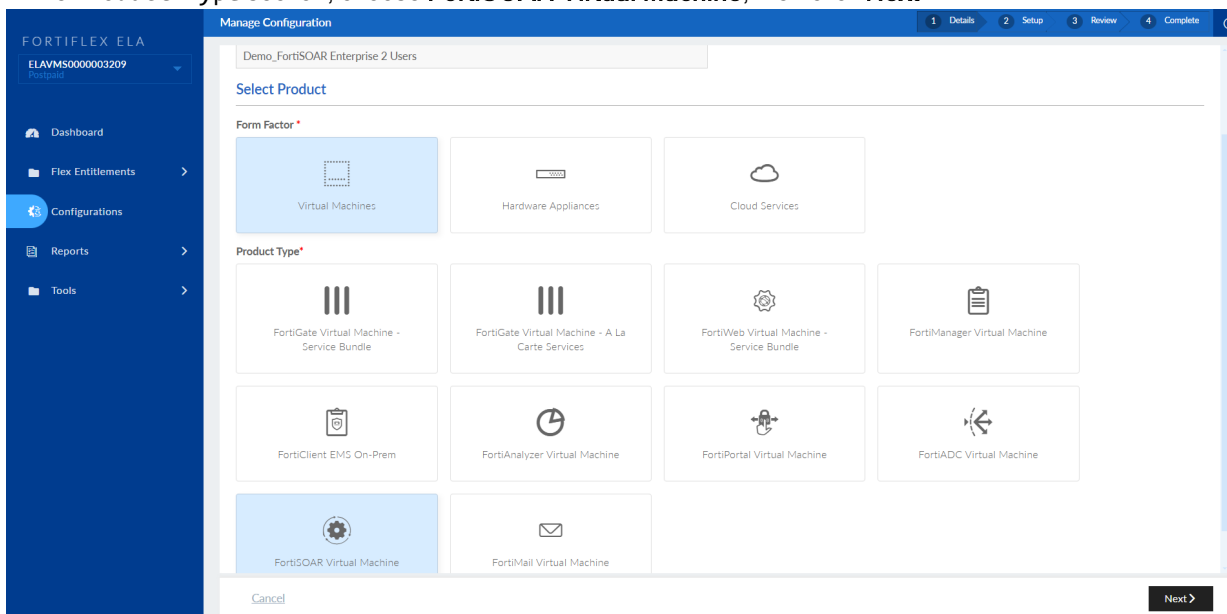 FORTIFLEX ELA
ELAVMS0000003209
Postpaid
Dashboard
Flex Entitlements
Configurations
Reports
Tools
Manage Configuration
1 Details
2 Setup
3 Review
4 Complete
Demo_FortiSOAR Enterprise 2 Users
Select Product
Form Factor *
Virtual Machines
Hardware Appliances
Cloud Services
Product Type*
FortiGate Virtual Machine -
Service Bundle
FortiGate Virtual Machine - A La
Carte Services
FortiWeb Virtual Machine -
Service Bundle
FortiManager Virtual Machine
FortiClient EMS On-Prem
FortiAnalyzer Virtual Machine
FortiPortal Virtual Machine
FortiADC Virtual Machine
FortiSOAR Virtual Machine
FortiMail Virtual Machine
Cancel
Next